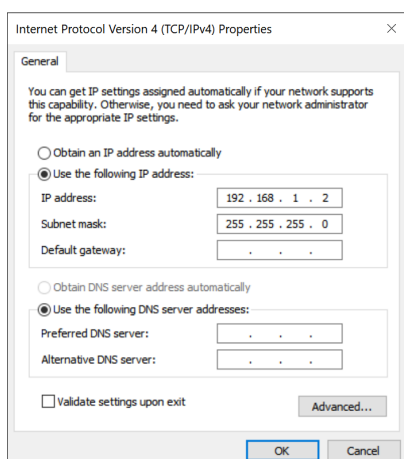 Internet Protocol Version 4 (TCP/IPv4) Properties
General
You can get IP settings assigned automatically if your network supports
this capability. Otherwise, you need to ask your network administrator
for the appropriate IP settings.
Obtain an IP address automatically
Use the following IP address:
IP address: 192 . 168 . 1 . 2
Subnet mask: 255 . 255 . 255 . 0
Default gateway: . . .
Obtain DNS server address automatically
Use the following DNS server addresses:
Preferred DNS server: . . .
Alternative DNS server: . . .
Validate settings upon exit
Advanced...
OK Cancel